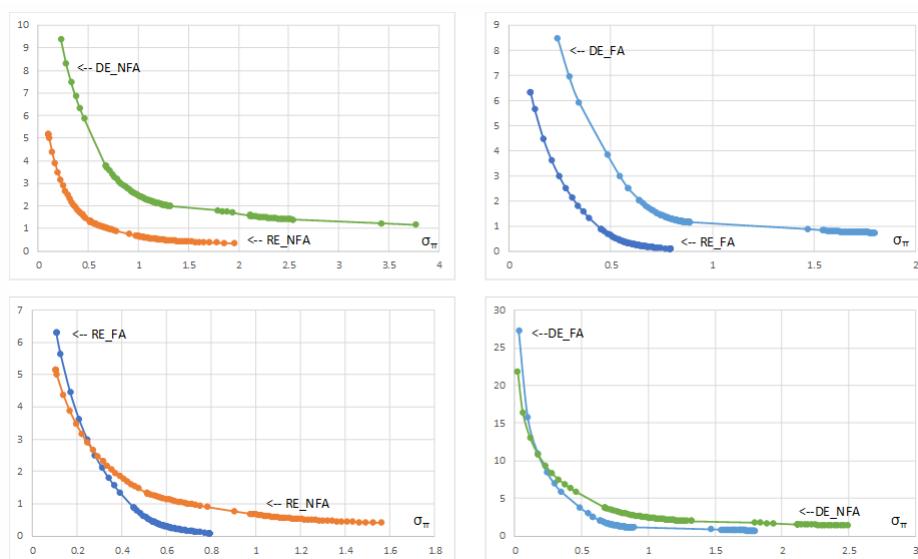 10
9
8
7
6
5
4
3
2
1
0
<-- DE_NFA
<-- RE_NFA
σπ
0 0.5 1 1.5 2 2.5 3 3.5 4
9
8
7
6
5
4
3
2
1
0
<-- DE_FA
<-- RE_FA
σπ
0 0.5 1 1.5 2
7
6
5
4
3
2
1
0
<-- RE_FA
<-- RE_NFA
σπ
0 0.2 0.4 0.6 0.8 1 1.2 1.4 1.6 1.8
30
25
20
15
10
5
0
<--DE_FA
<--DE_NFA
σπ
0 0.5 1 1.5 2 2.5 3